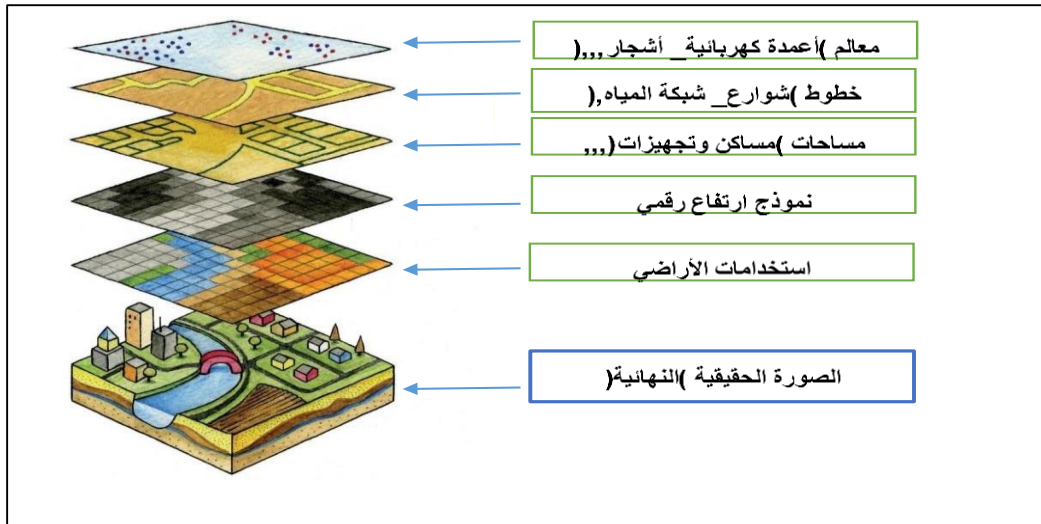 معالم )أعمدة كهربائية_ أشجار,,,(
خطوط )شوارع_ شبكة المياه,(
مساحات )مساكن وتجهيزات(,,,
نموذج ارتفاع رقمي
استخدامات الأراضي
الصورة الحقيقية )النهائية(